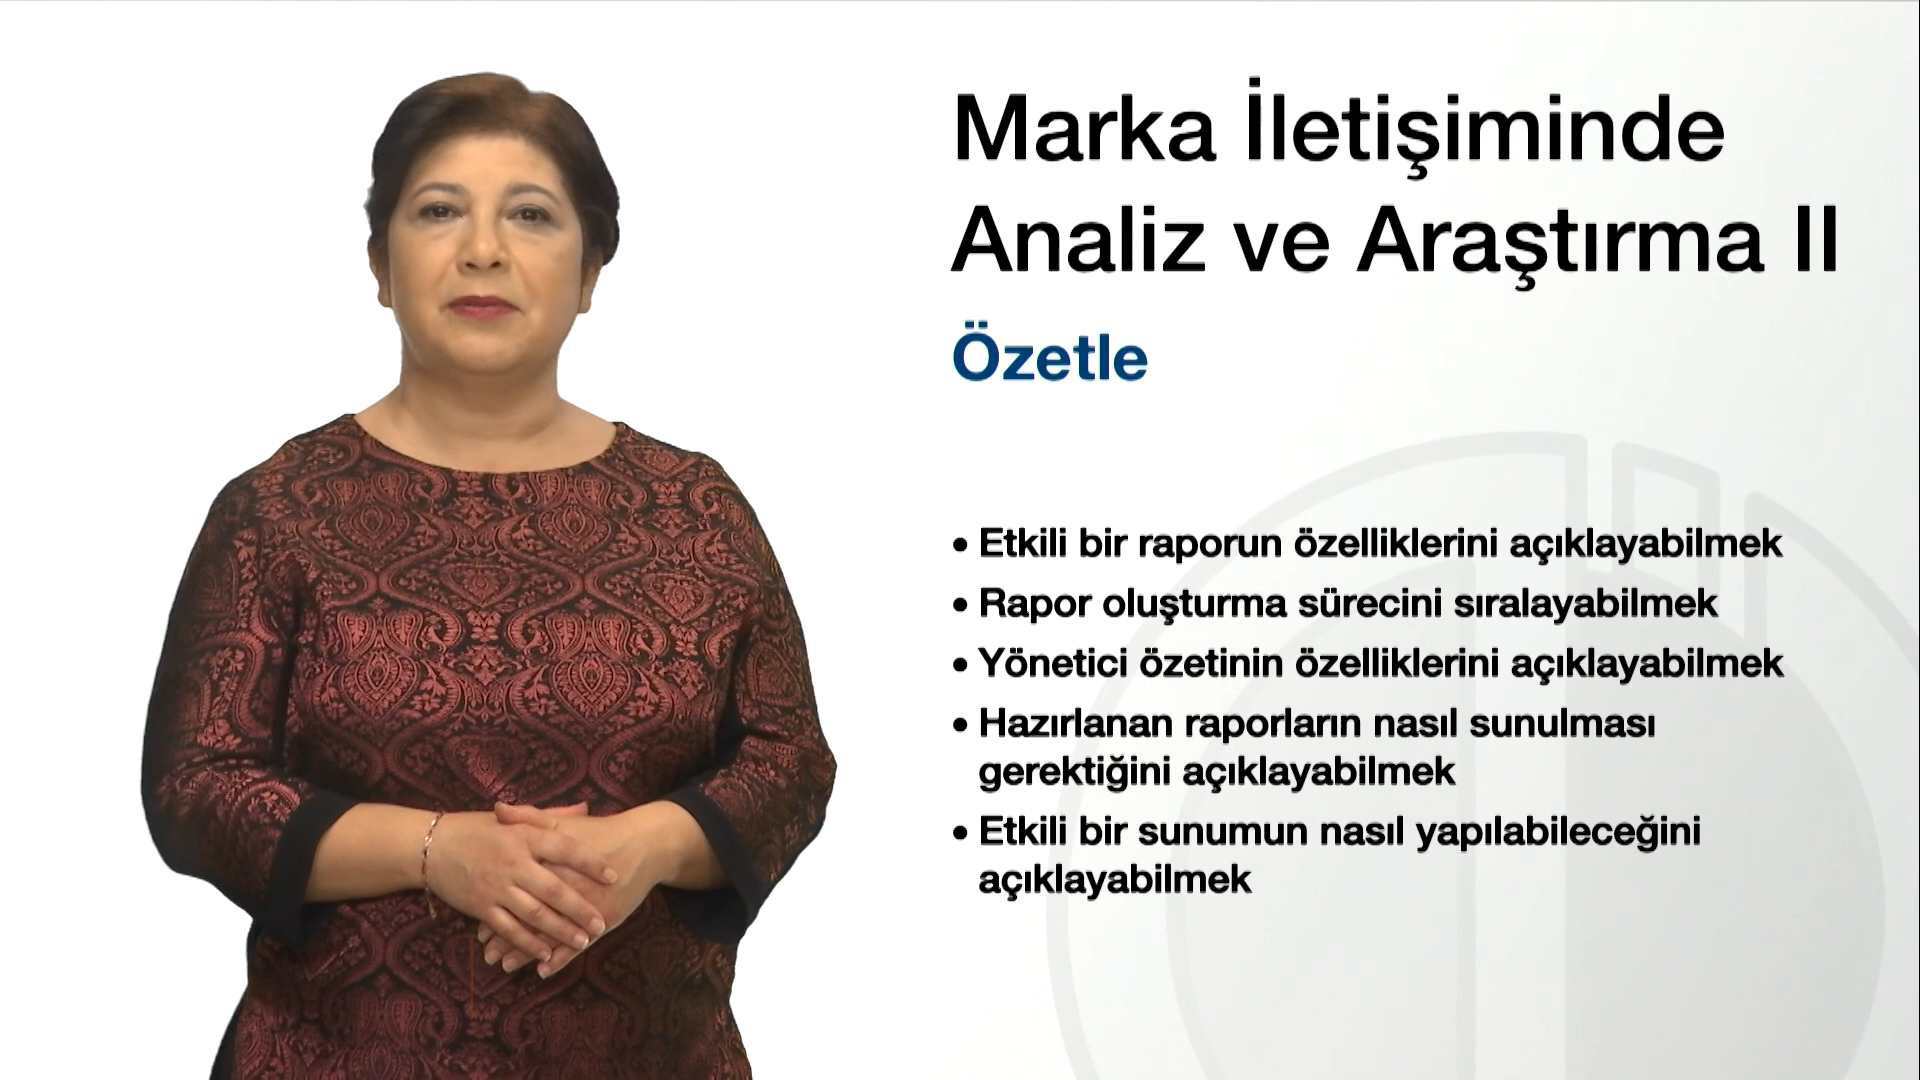 Marka İletişiminde
Analiz ve Araştırma II
Özetle
• Etkili bir raporun özelliklerini açıklayabilmek
• Rapor oluşturma sürecini sıralayabilmek
• Yönetici özetinin özelliklerini açıklayabilmek
• Hazırlanan raporların nasıl sunulması
gerektiğini açıklayabilmek
• Etkili bir sunumun nasıl yapılabileceğini
açıklayabilmek